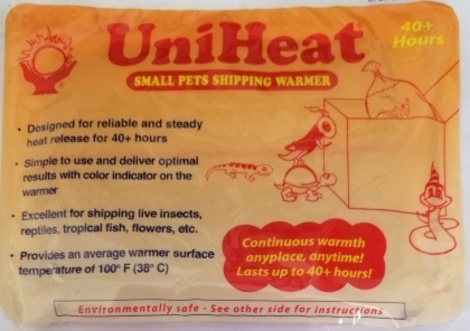 UniHeat
40+
Hours
SMALL PETS SHIPPING WARMER
• Designed for reliable and steady
heat release for 40+ hours
• Simple to use and deliver optimal
results with color indicator on the
warmer
• Excellent for shipping live insects,
reptiles, tropical fish, flowers, etc.
• Provides an average warmer surface
temperature of 100° F (38° C)
Continuous warmth
anyplace, anytime!
Lasts up to 40+ hours!
Environmentally safe - See other side for instructions